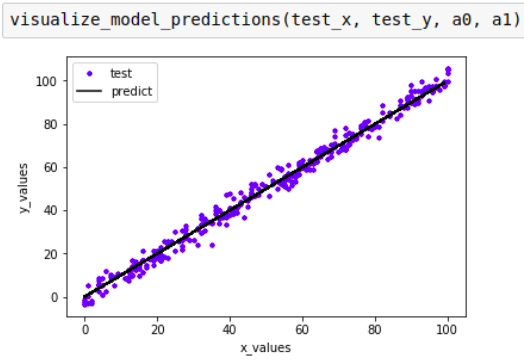 visualize_model_predictions(test_x, test_y, a0, a1)
test
predict
100
80
60
40
20
0
y_values
0 20 40 60 80 100
x_values